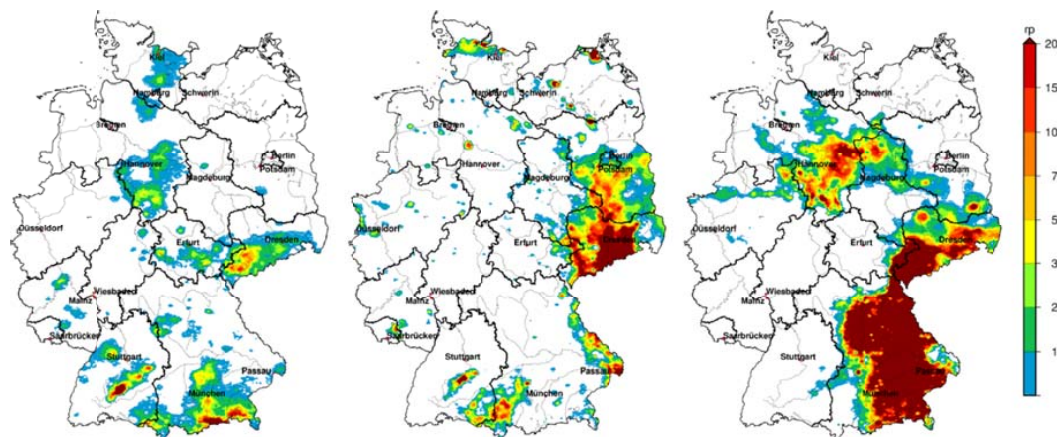 Kiel
Hamburg
Schwerin
Bremen
Hannover
Berlin
Potsdam
Magdeburg
Düsseldorf
Erfurt
Dresden
Wiesbaden
Mainz
Saarbrücken
Stuttgart
Passau
München
Kiel
Hamburg
Schwerin
Bremen
Hannover
Berlin
Potsdam
Magdeburg
Düsseldorf
Erfurt
Dresden
Wiesbaden
Mainz
Saarbrücken
Stuttgart
Passau
München
Kiel
Hamburg
Schwerin
Bremen
Hannover
Berlin
Potsdam
Magdeburg
Düsseldorf
Erfurt
Dresden
Wiesbaden
Mainz
Saarbrücken
Stuttgart
Passau
München
rp
20
15
10
7
5
3
1
1